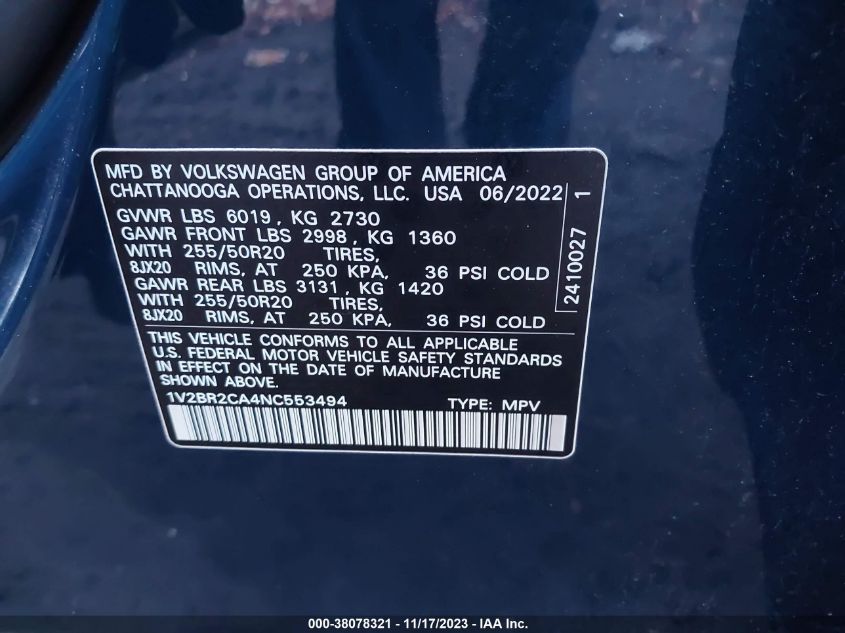 MFD BY VOLKSWAGEN GROUP OF AMERICA
CHATTANOOGA OPERATIONS, LLC. USA 06/2022
GVWR LBS 6019, KG 2730
GAWR FRONT LBS 2998, KG 1360
WITH 255/50R20 TIRES,
8JX20 RIMS, AT 250 KPA, 36 PSI COLD
GAWR REAR LBS 3131, KG 1420
WITH 255/50R20 TIRES,
8JX20 RIMS, AT 250 KPA, 36 PSI COLD
2410027 1
THIS VEHICLE CONFORMS TO ALL APPLICABLE
U.S. FEDERAL MOTOR VEHICLE SAFETY STANDARDS
IN EFFECT ON THE DATE OF MANUFACTURE
SHOWN ABOVE.
1V2BR2CA4NC553494 TYPE: MPV
000-38078321 - 11/17/2023 - IAA Inc.